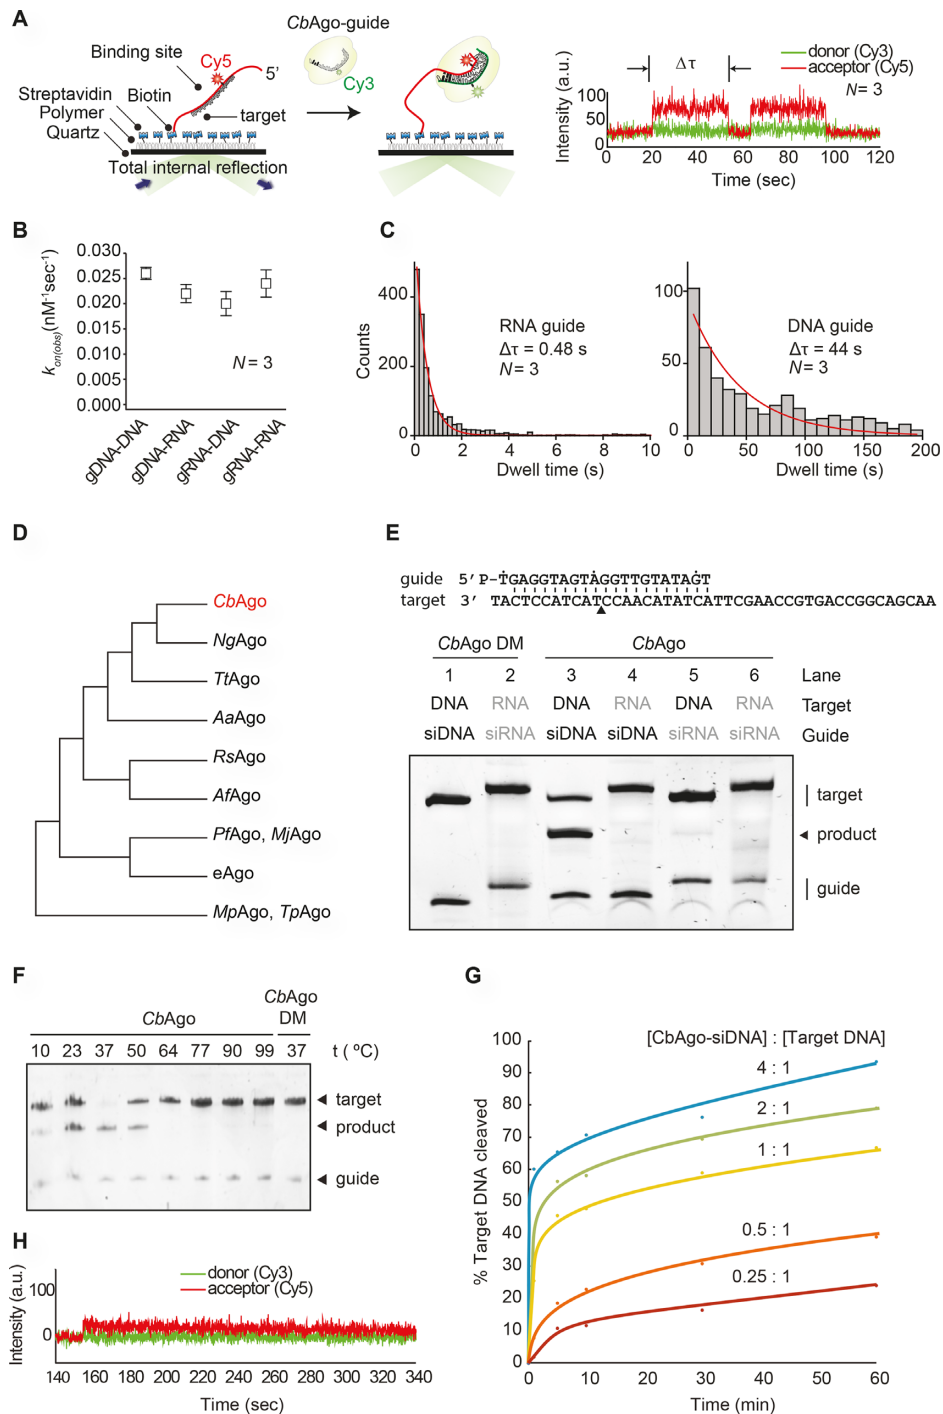 A
CbAgo-guide
Binding site
Cy5
5’
Cy3
Streptavidin
Biotin
Polymer
target
Quartz
Total internal reflection
donor (Cy3)
acceptor (Cy5)
Δτ
N= 3
Intensity (a.u.)
100
50
0
0 20 40 60 80 100 120
Time (sec)
B
kon(obs)(nM-1sec-1)
0.030
0.025
0.020
0.015
0.010
0.005
0.000
N = 3
gDNA-DNA
gDNA-RNA
gRNA-DNA
gRNA-RNA
C
Counts
400
200
0
RNA guide
Δτ = 0.48 s
N= 3
0 2 4 6 8 10
Dwell time (s)
100
50
0
DNA guide
Δτ = 44 s
N= 3
0 50 100 150 200
Dwell time (s)
D
CbAgo
NgAgo
TtAgo
AaAgo
RsAgo
AfAgo
PfAgo, MjAgo
eAgo
MpAgo, TpAgo
E
guide 5’ P-TGAGGTAGTAGGTTGTATAGT
target 3’ TACTCCATCATCCAACATATCATTCGAACCGTGACCGGCAGCAA
CbAgo DM CbAgo
1 2 3 4 5 6 Lane
DNA RNA DNA RNA DNA RNA Target
siDNA siRNA siDNA siDNA siRNA siRNA Guide
target
product
guide
F
CbAgo
CbAgo DM
10 23 37 50 64 77 90 99 37 t ( ºC)
target
product
guide
G
[CbAgo-siDNA] : [Target DNA]
% Target DNA cleaved
100
90
80
70
60
50
40
30
20
10
0
4 : 1
2 : 1
1 : 1
0.5 : 1
0.25 : 1
0 10 20 30 40 50 60
Time (min)
H
donor (Cy3)
acceptor (Cy5)
Intensity (a.u.)
100
0
140 160 180 200 220 240 260 280 300 320 340
Time (sec)